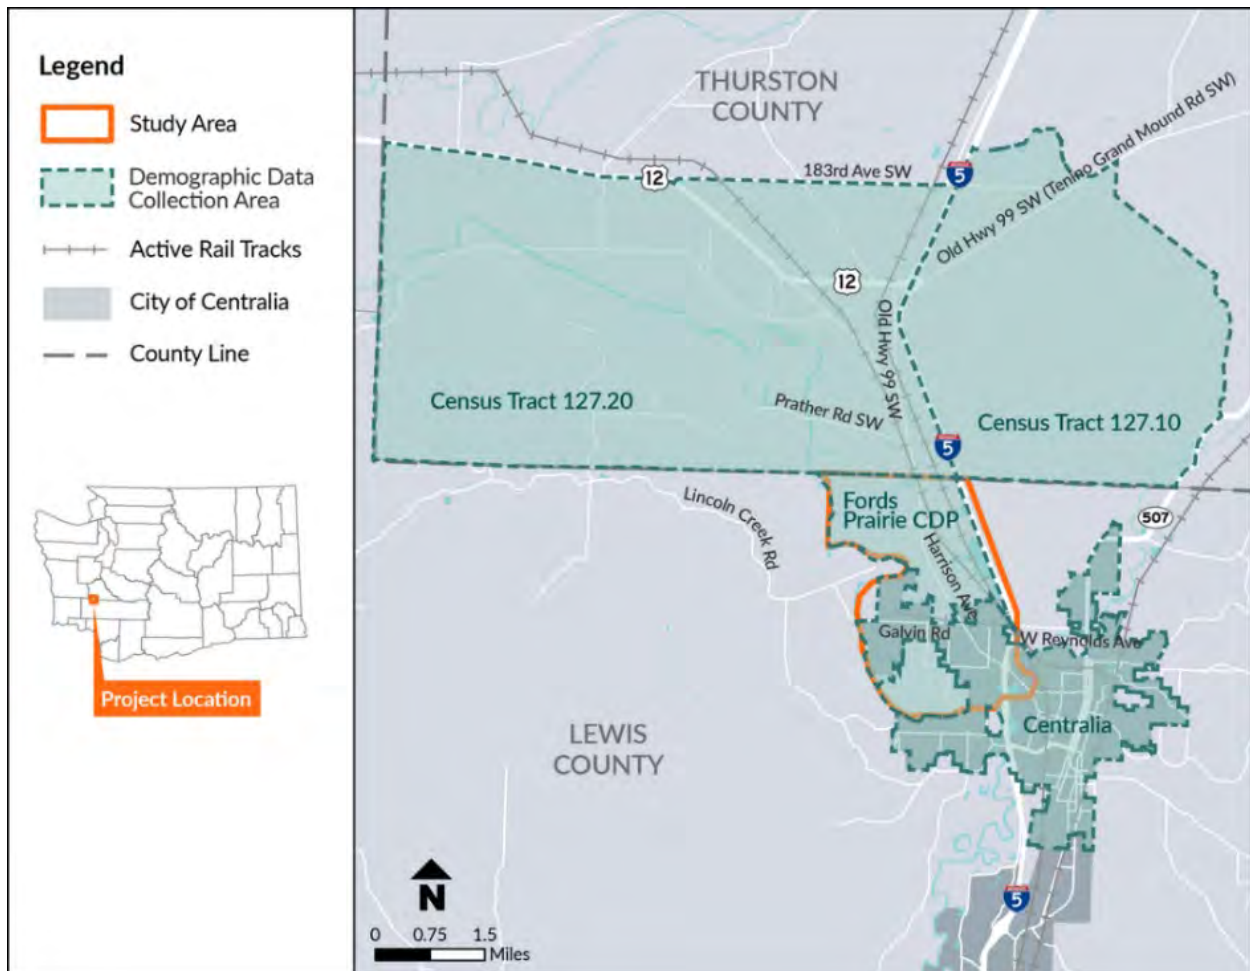 Legend
Study Area
Demographic Data
Collection Area
Active Rail Tracks
City of Centralia
County Line
Project Location
THURSTON
COUNTY
183rd Ave SW
5
12
Old Hwy 99 SW (Tenino Grand Mound Rd SW)
12
Old Hwy 99 SW
Census Tract 127.20
Prather Rd SW
Census Tract 127.10
5
Fords
Prairie CDP
Lincoln Creek
Rd
507
Harrison Ave
Galvin Rd
W Reynolds Ave
Centralia
LEWIS
COUNTY
5
N
0 0.75 1.5
Miles